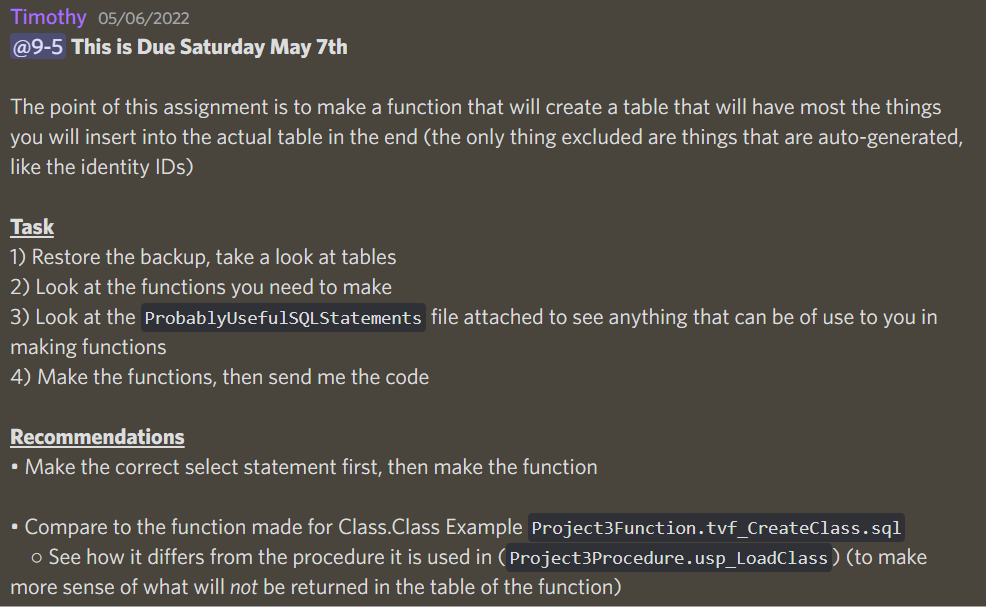 Timothy 05/06/2022
@9-5 This is Due Saturday May 7th
The point of this assignment is to make a function that will create a table that will have most the things
you will insert into the actual table in the end (the only thing excluded are things that are auto-generated,
like the identity IDs)
Task
1) Restore the backup, take a look at tables
2) Look at the functions you need to make
3) Look at the ProbablyUsefulSQLStatements file attached to see anything that can be of use to you in
making functions
4) Make the functions, then send me the code
Recommendations
• Make the correct select statement first, then make the function
• Compare to the function made for Class.Class Example Project3Function.tvf_CreateClass.sql
○ See how it differs from the procedure it is used in (Project3Procedure.usp_LoadClass) (to make
more sense of what will not be returned in the table of the function)